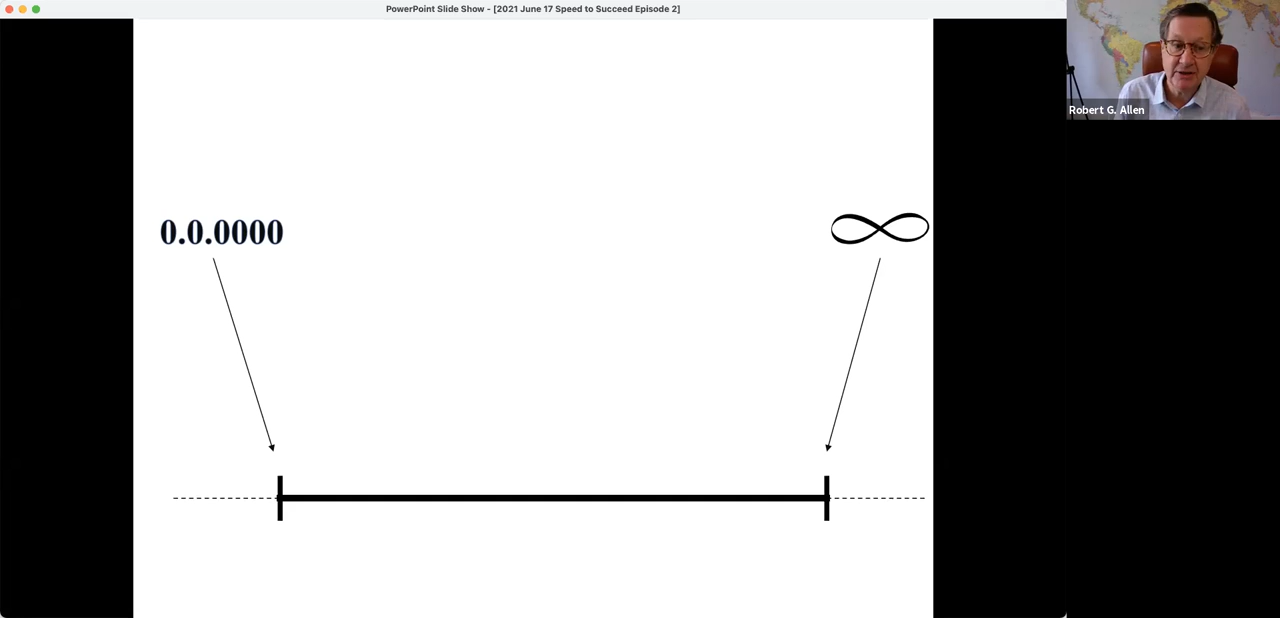 PowerPoint Slide Show - [2021 June 17 Speed to Succeed Episode 2]
Robert G. Allen
0.0.0000
∞